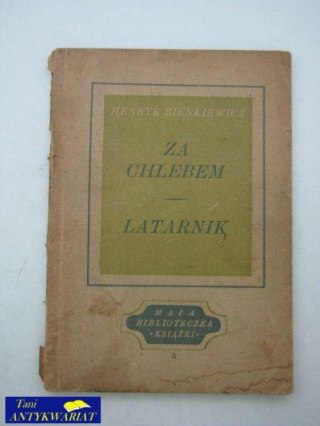 HENRYK SIENKIEWICZ
ZA
CHLEBEM
LATARNIK
MAŁA
BIBLIOTECZKA
•KSIĄŻKI•
3
Tani
ANTYKWARIAT